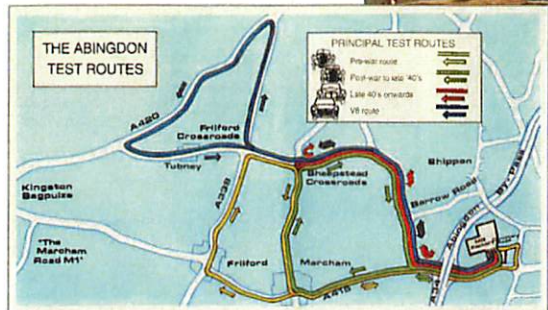 THE ABINGDON
TEST ROUTES
PRINCIPAL TEST ROUTES
Pre-war route
Post-war to late '40's
Late 40's onwards
V8 route
A420
Frilford
Crossroads
Tubney
Sheepstead
Crossroads
Shippon
Barrow Road
Abingdon
By-Pass
Kingston
Bagpuize
A338
"The
Marcham
Road M1"
Frilford
Marcham
A415
A34